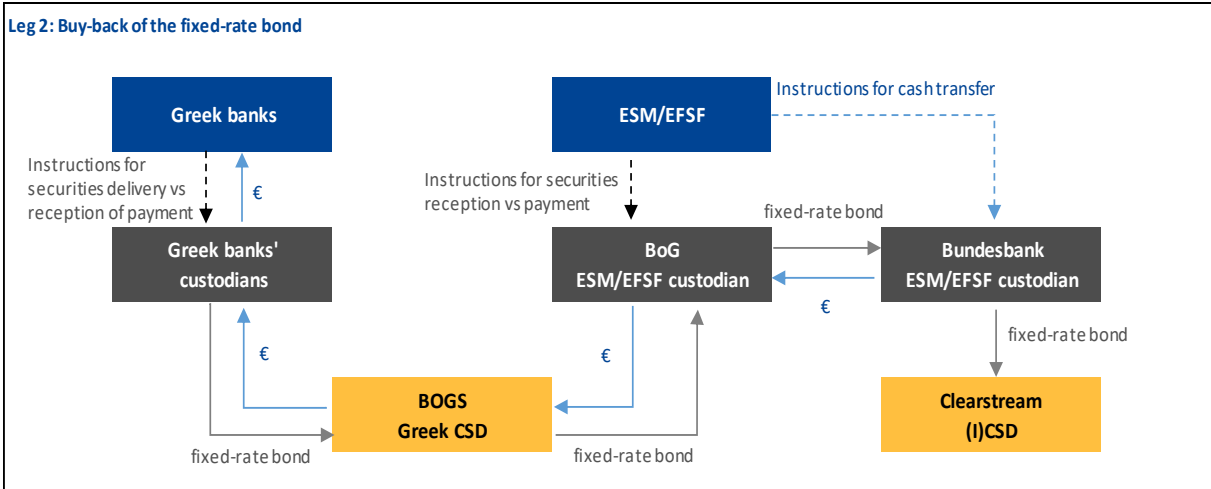 Leg 2: Buy-back of the fixed-rate bond
Greek banks
ESM/EFSF
Instructions for cash transfer
Instructions for
securities delivery vs
reception of payment
€
Instructions for securities
reception vs payment
fixed-rate bond
Greek banks'
custodians
BoG
ESM/EFSF custodian
Bundesbank
ESM/EFSF custodian
€
fixed-rate bond
€
€
BOGS
Greek CSD
Clearstream
(I)CSD
fixed-rate bond
fixed-rate bond